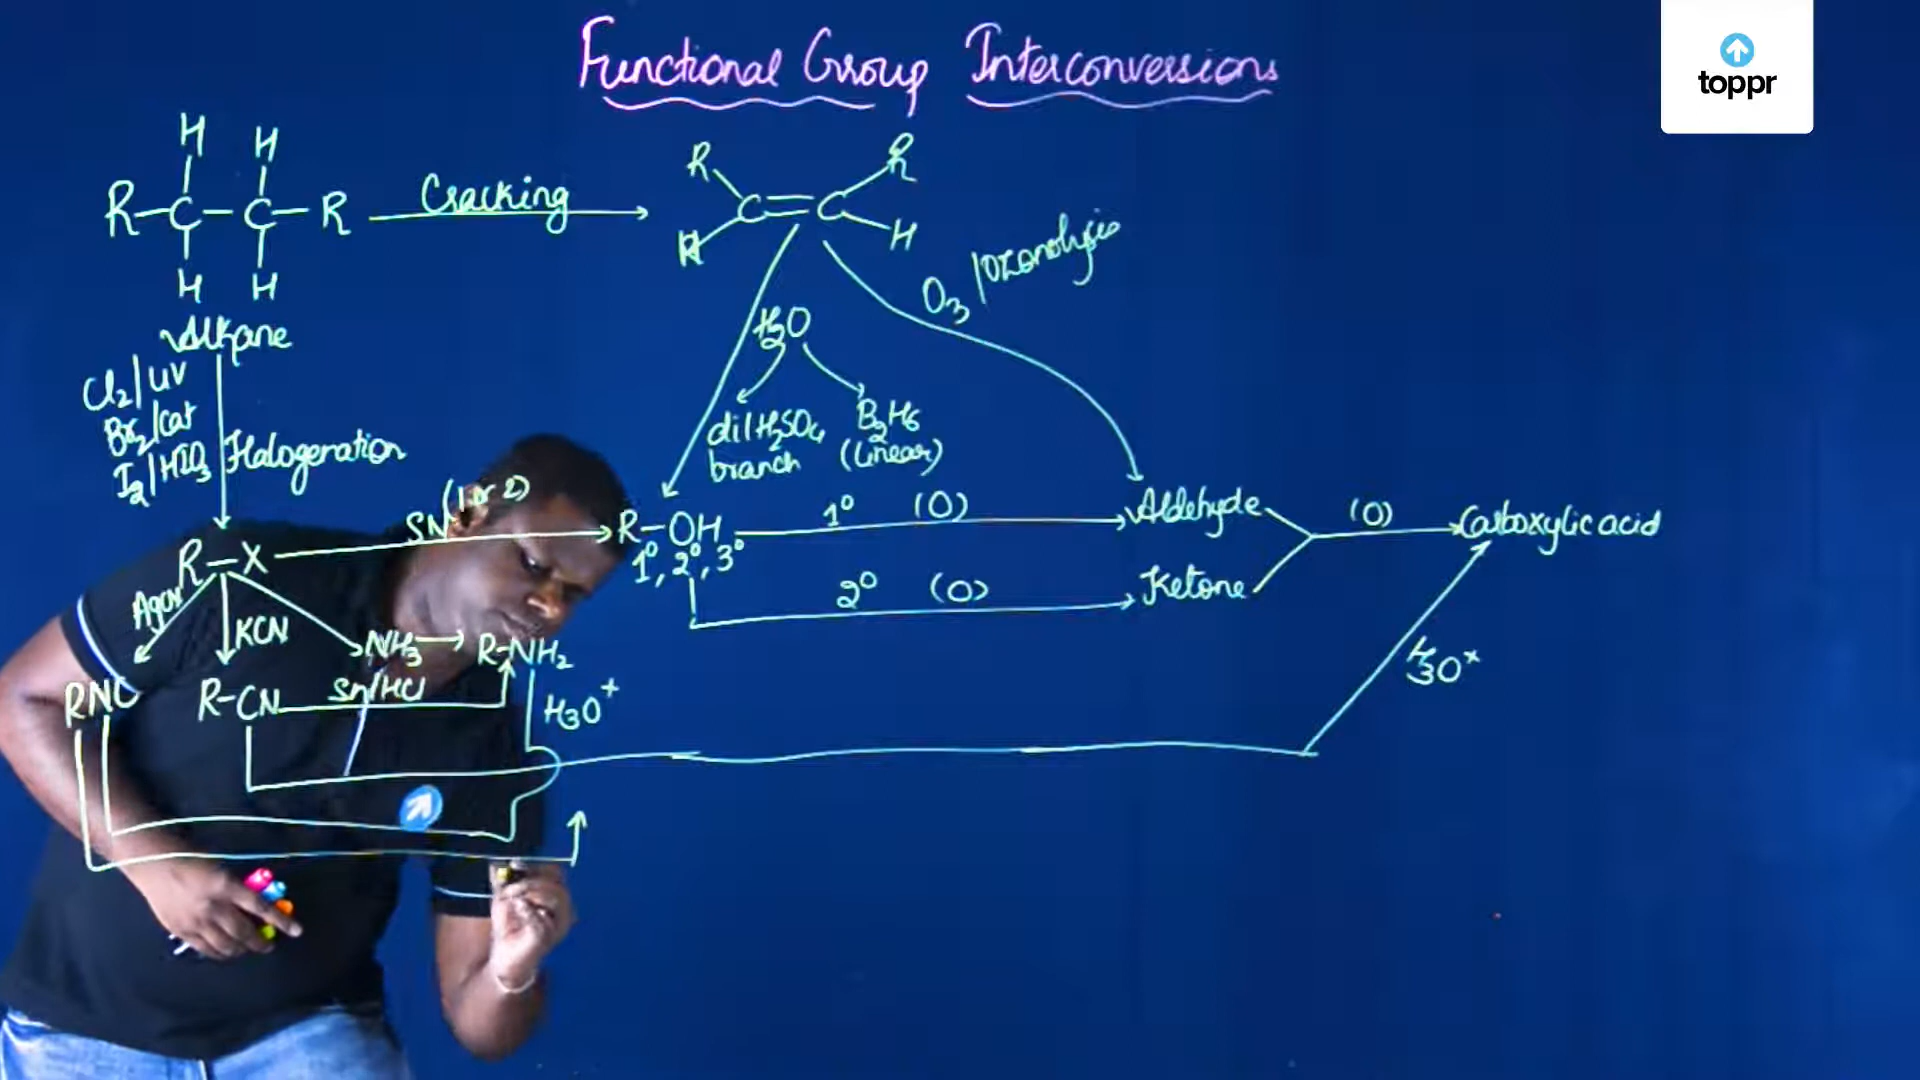 Functional Group Interconversions
toppr
H H
R-C-C-R
H H
Alkane
Cracking
R R
C=C
H H
O3/Ozonolysis
H2O
dil H2SO4
branch
B2H6
(linear)
Cl2/UV
Br2/Cat
I2/HIO3
Halogenation
R-X
SN(1 or 2)
R-OH
1°, 2°, 3°
1° (O)
Aldehyde
2° (O)
Ketone
(O)
Carboxylic acid
AgCN
KCN
NH3
R-NH2
RNC
R-CN
Sn/HCl
H3O+
H3O+